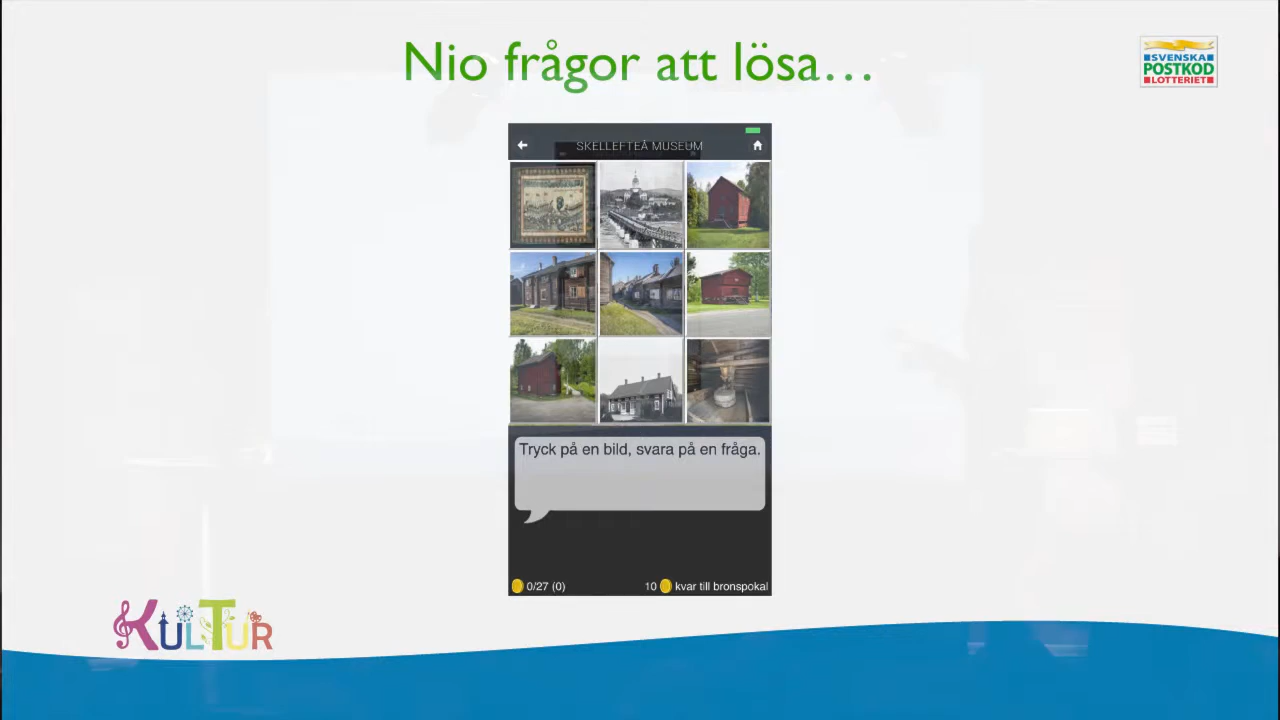 Nio frågor att lösa...
SVENSKA
POSTKOD
LOTTERIET
SKELLEFTEÅ MUSEUM
Tryck på en bild, svara på en fråga.
0/27 (0)
10 kvar till bronspokal
KULTUR